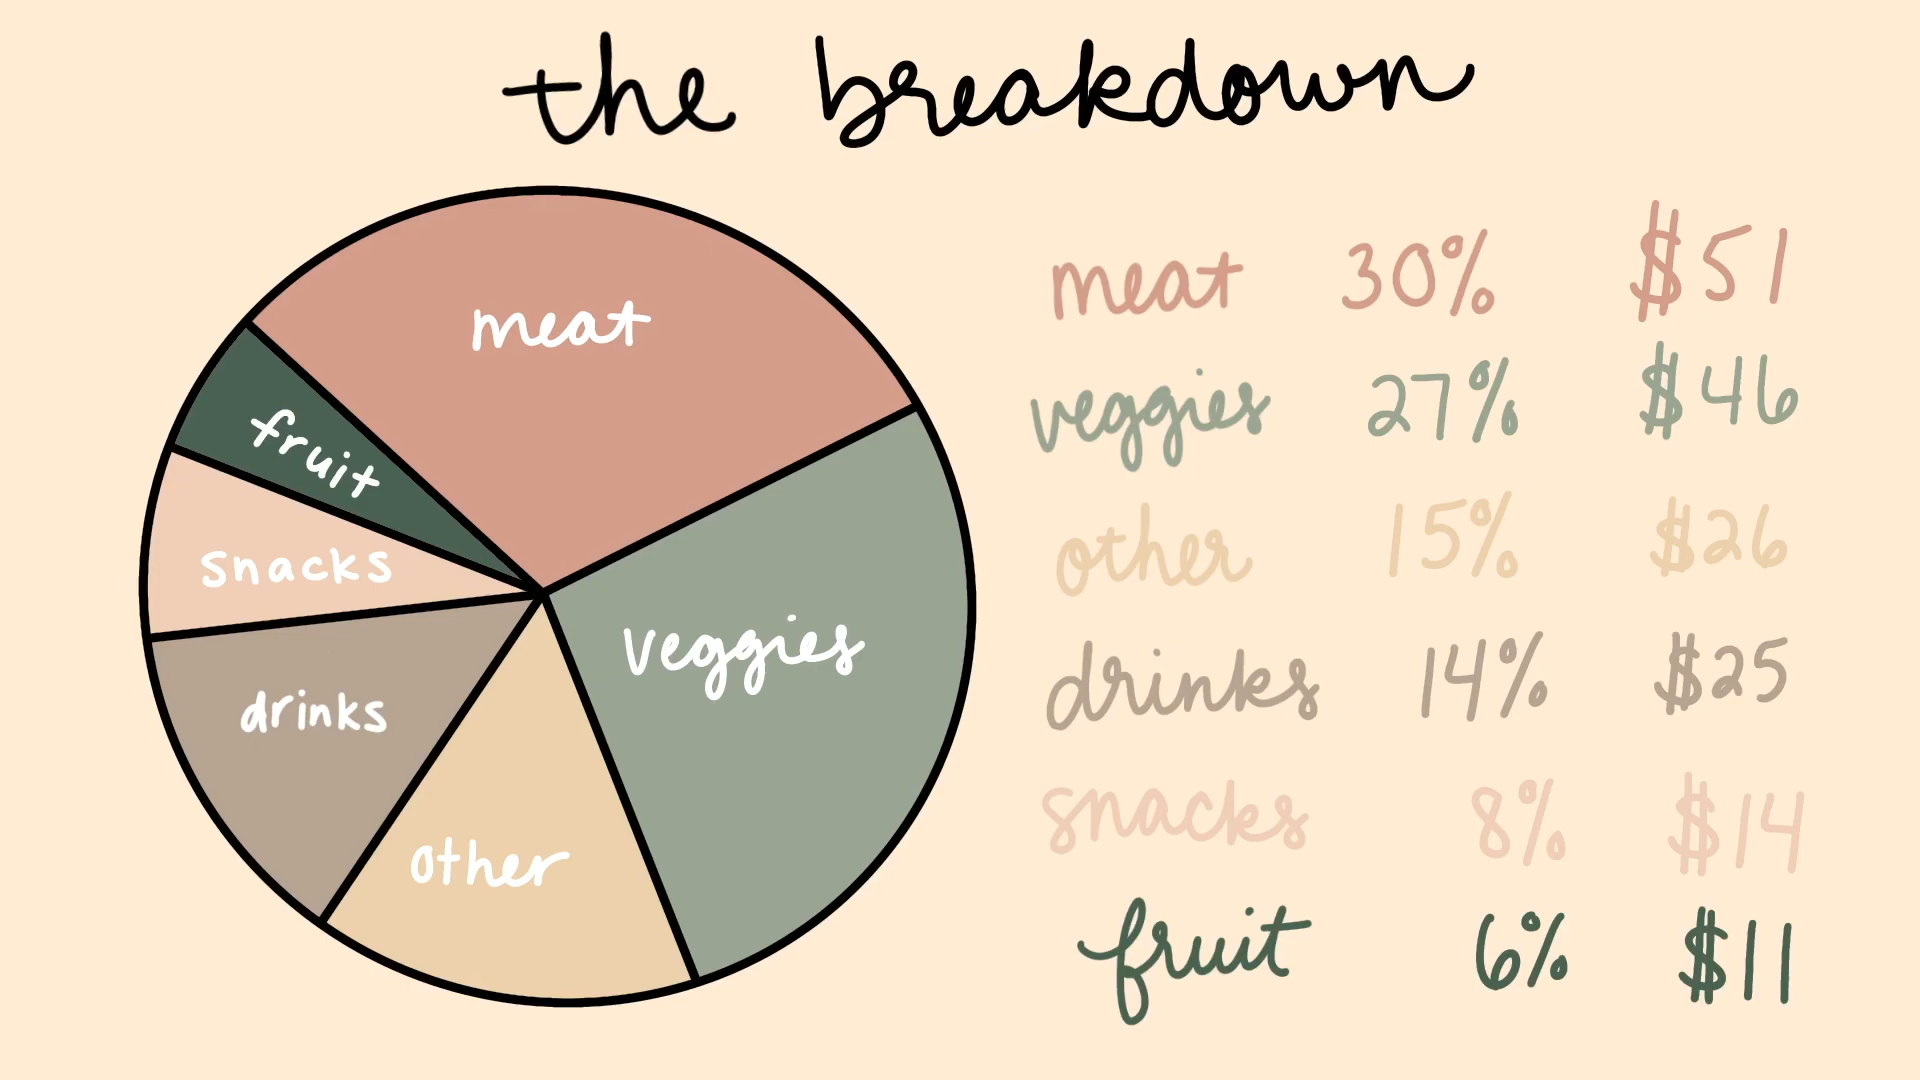 the breakdown
meat
fruit
snacks
veggies
drinks
other
meat 30% $51
veggies 27% $46
other 15% $26
drinks 14% $25
snacks 8% $14
fruit 6% $11